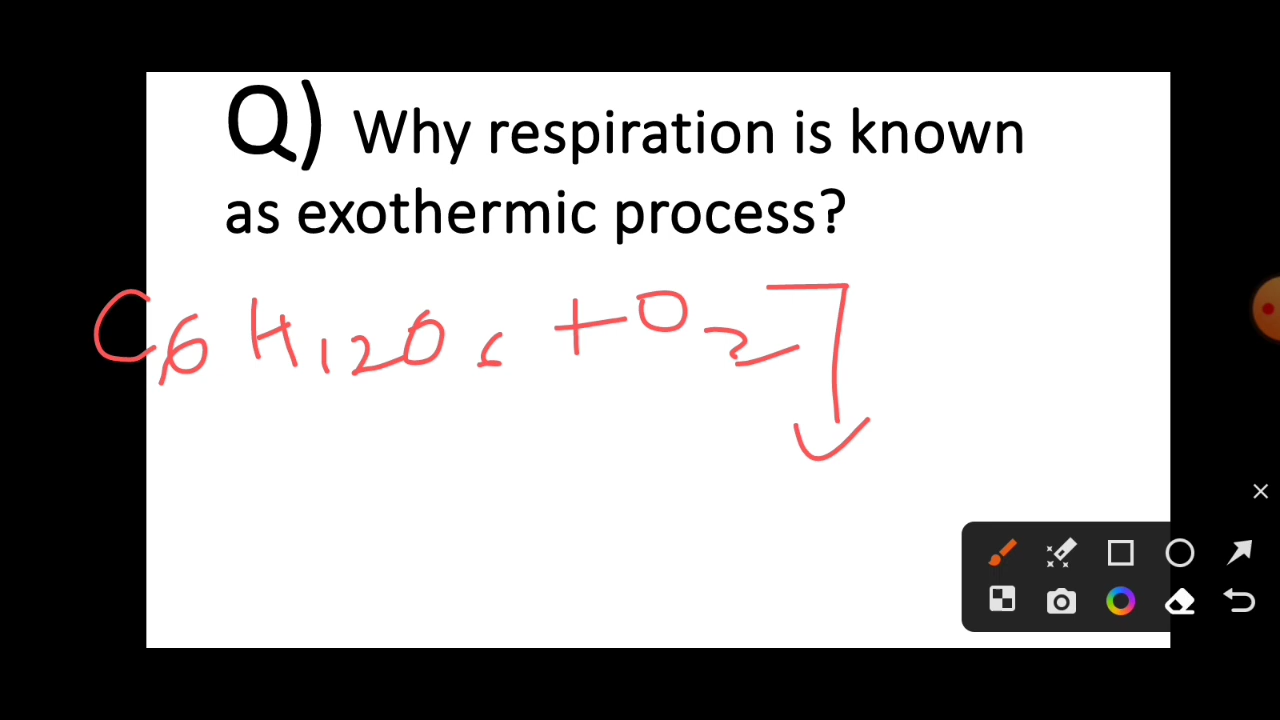 Q) Why respiration is known
as exothermic process?
C6H12O6 + O2